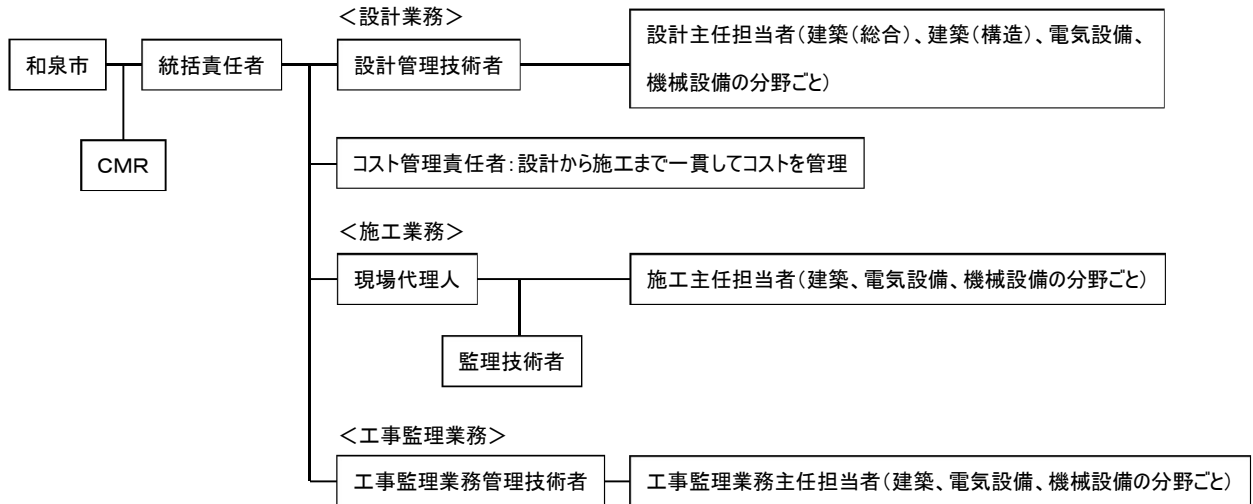 ＜設計業務＞
和泉市
統括責任者
設計管理技術者
設計主任担当者（建築（総合）、建築（構造）、電気設備、
機械設備の分野ごと）
CMR
コスト管理責任者：設計から施工まで一貫してコストを管理
＜施工業務＞
現場代理人
施工主任担当者（建築、電気設備、機械設備の分野ごと）
監理技術者
＜工事監理業務＞
工事監理業務管理技術者
工事監理業務主任担当者（建築、電気設備、機械設備の分野ごと）